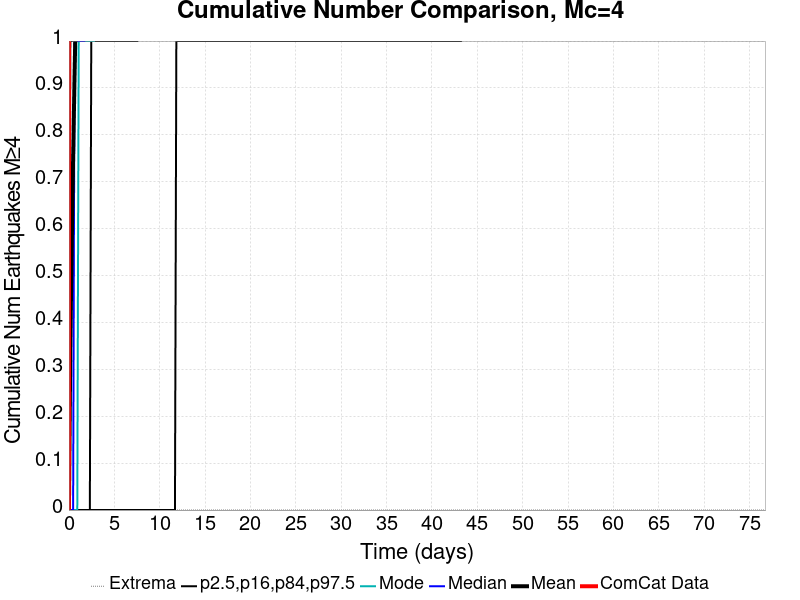 Cumulative Number Comparison, Mc=4
Cumulative Num Earthquakes M≥4
1
0.9
0.8
0.7
0.6
0.5
0.4
0.3
0.2
0.1
0
0 5 10 15 20 25 30 35 40 45 50 55 60 65 70 75
Time (days)
Extrema p2.5,p16,p84,p97.5 Mode Median Mean ComCat Data